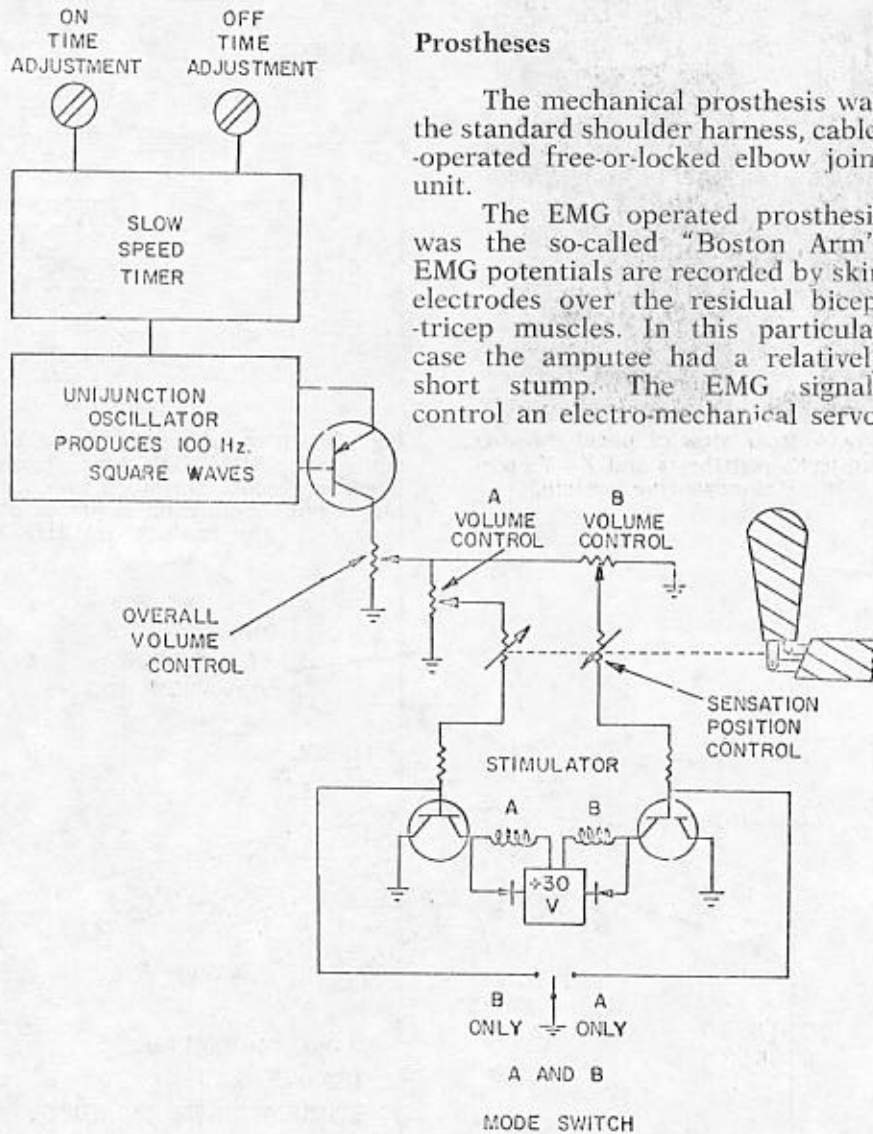 ON
TIME
ADJUSTMENT
OFF
TIME
ADJUSTMENT
SLOW
SPEED
TIMER
UNIJUNCTION
OSCILLATOR
PRODUCES 100 Hz.
SQUARE WAVES
Prostheses
The mechanical prosthesis wa
the standard shoulder harness, cable
-operated free-or-locked elbow join
unit.
The EMG operated prosthesi
was the so-called "Boston Arm"
EMG potentials are recorded by skin
electrodes over the residual bicep
-tricep muscles. In this particula
case the amputee had a relativel
short stump. The EMG signal
control an electro-mechanical servo
A
VOLUME
CONTROL
B
VOLUME
CONTROL
OVERALL
VOLUME
CONTROL
SENSATION
POSITION
CONTROL
STIMULATOR
A
B
+30
V
B
ONLY
A
ONLY
A AND B
MODE SWITCH